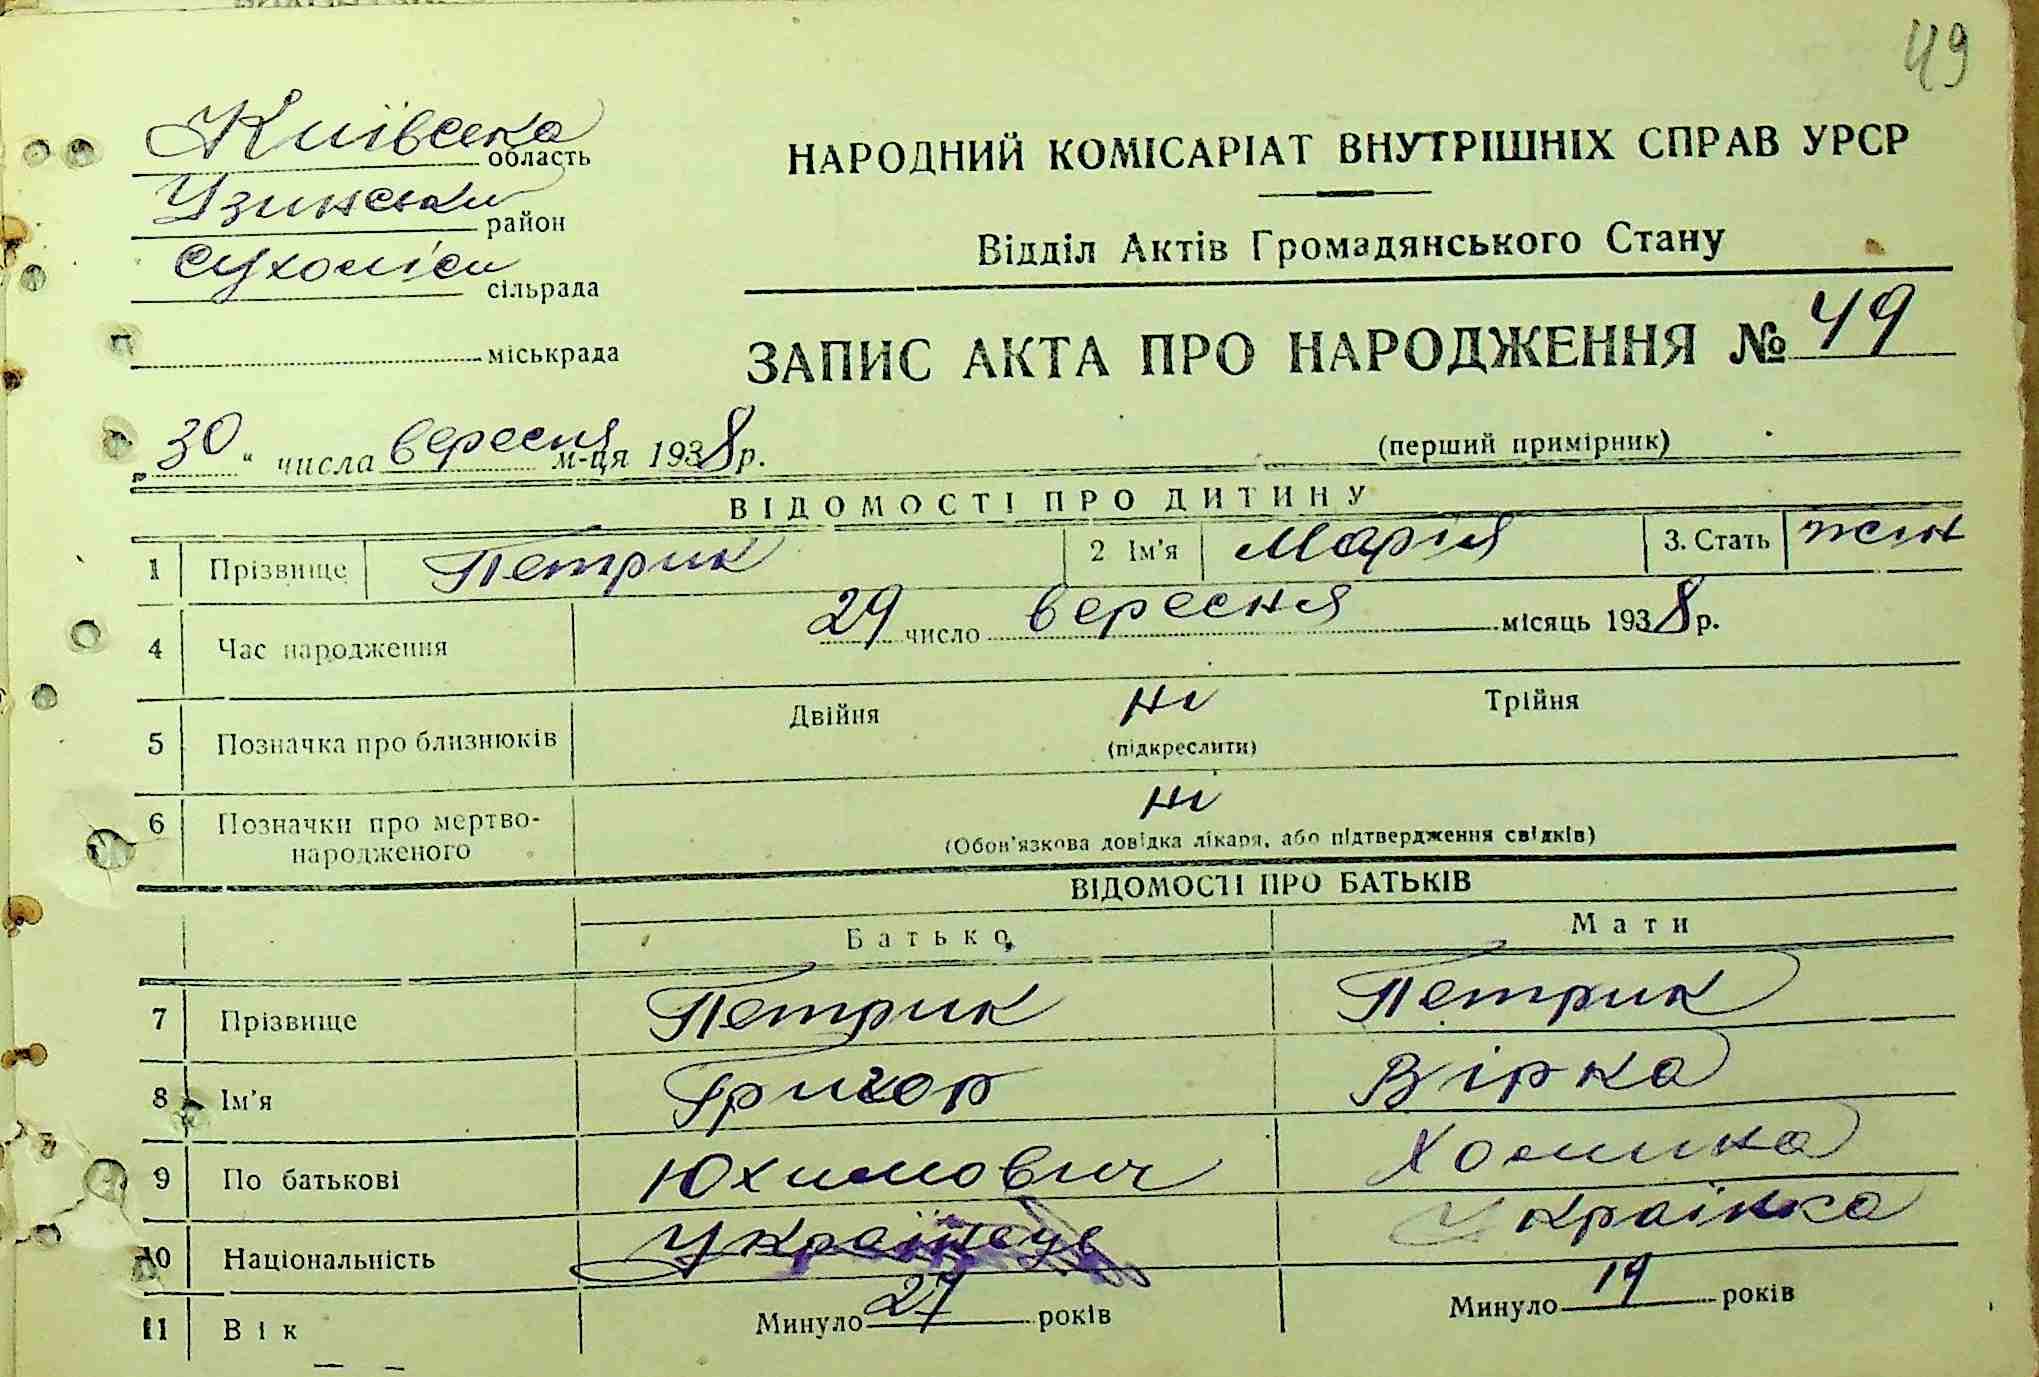 49
Київська область
Узинськи район
Сухоліси сільрада
міськрада
НАРОДНИЙ КОМІСАРІАТ ВНУТРІШНІХ СПРАВ УРСР
Відділ Актів Громадянського Стану
ЗАПИС АКТА ПРО НАРОДЖЕННЯ № 49
„30“ числа вересня м-ця 1938 р.
(перший примірник)
ВІДОМОСТІ ПРО ДИТИНУ
1 Прізвище Петрик 2 Ім'я Марія 3. Стать жін
4 Час народження 29 число вересня місяць 1938 р.
5 Позначка про близнюків Двійня ні Трійня
(підкреслити)
6 Позначки про мертво-
народженого ні
(Обов'язкова довідка лікаря, або підтвердження свідків)
ВІДОМОСТІ ПРО БАТЬКІВ
Батько Мати
7 Прізвище Петрик Петрик
8 Ім'я Григор Вірка
9 По батькові Юхимович Хомина
10 Національність Українець Українка
11 Вік Минуло 27 років Минуло 19 років